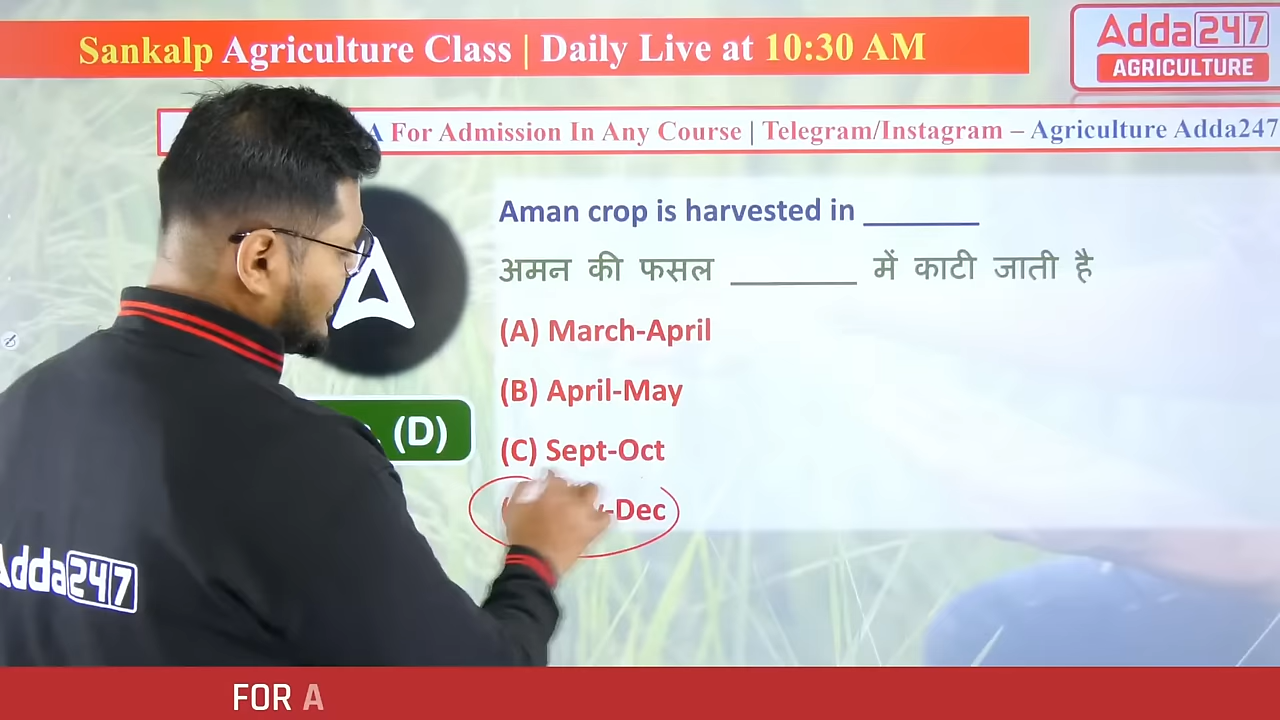 Sankalp Agriculture Class | Daily Live at 10:30 AM
Adda247
AGRICULTURE
A For Admission In Any Course | Telegram/Instagram – Agriculture Adda247
Aman crop is harvested in ________
अमन की फसल _________ में काटी जाती है
(A) March-April
(B) April-May
(D)
(C) Sept-Oct
-Dec
Adda247
FOR A